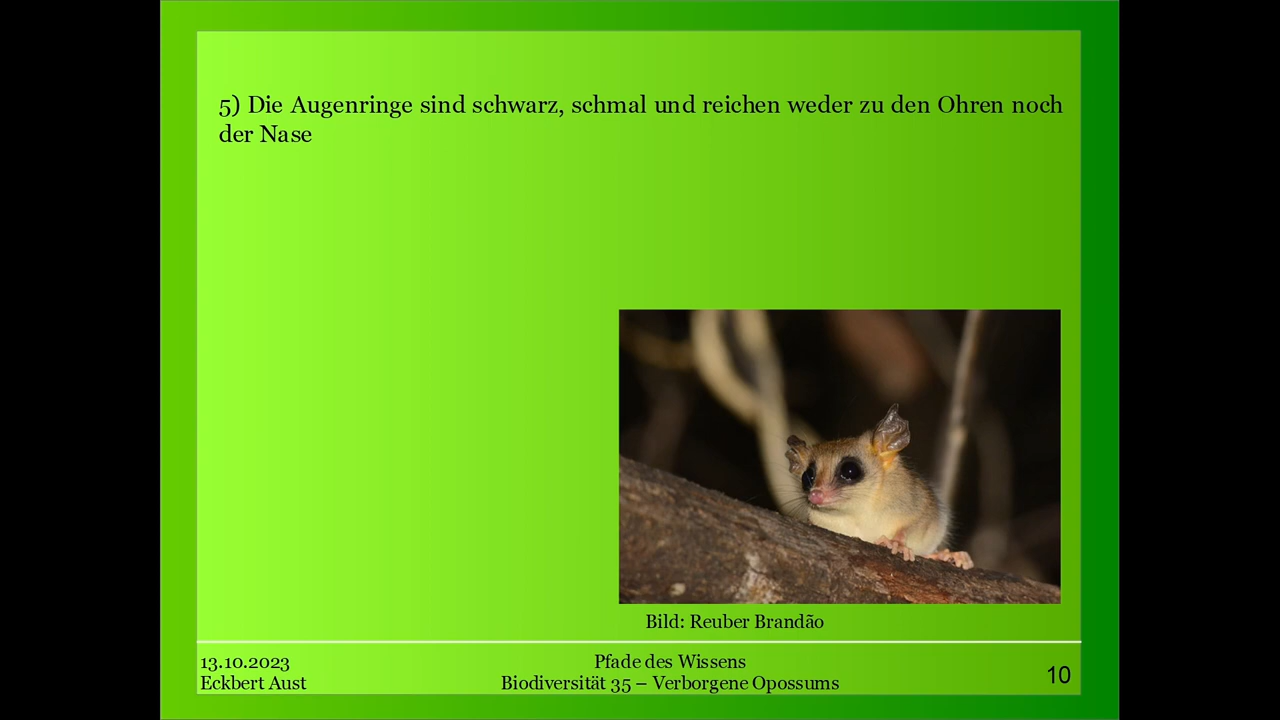 5) Die Augenringe sind schwarz, schmal und reichen weder zu den Ohren noch
der Nase
Bild: Reuber Brandão
13.10.2023
Eckbert Aust
Pfade des Wissens
Biodiversität 35 – Verborgene Opossums
10